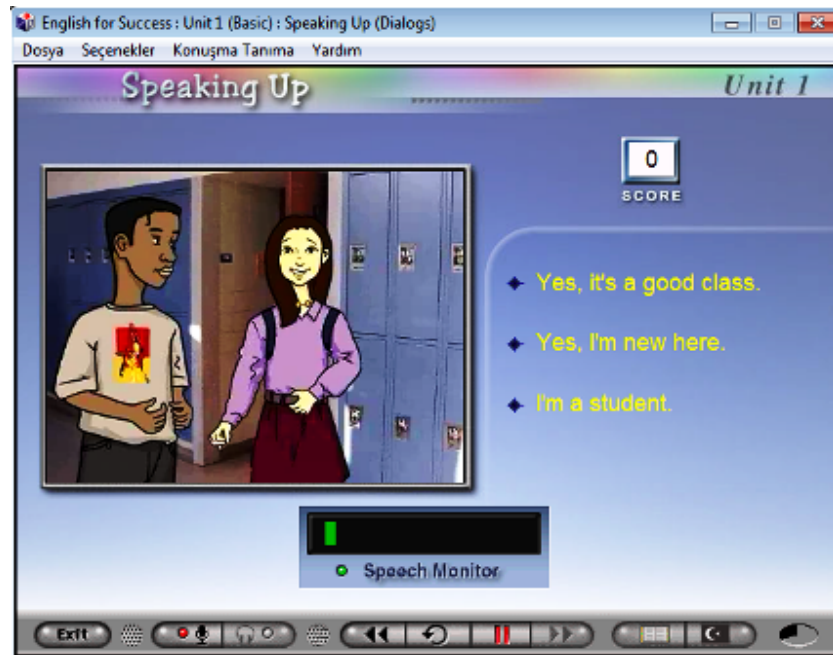 English for Success : Unit 1 (Basic) : Speaking Up (Dialogs)
Dosya Seçenekler Konuşma Tanıma Yardım
Speaking Up
Unit 1
0
SCORE
Yes, it's a good class.
Yes, I'm new here.
I'm a student.
Speech Monitor
Exit